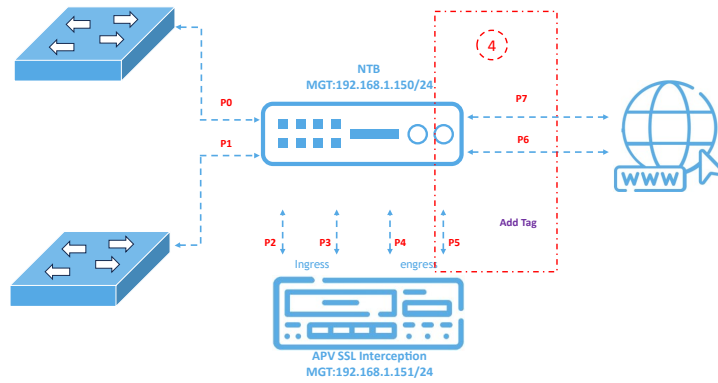 4
NTB
MGT:192.168.1.150/24
P0
P7
P1
P6
WWW
Add Tag
P2
P3
P4
P5
Ingress
engress
APV SSL Interception
MGT:192.168.1.151/24